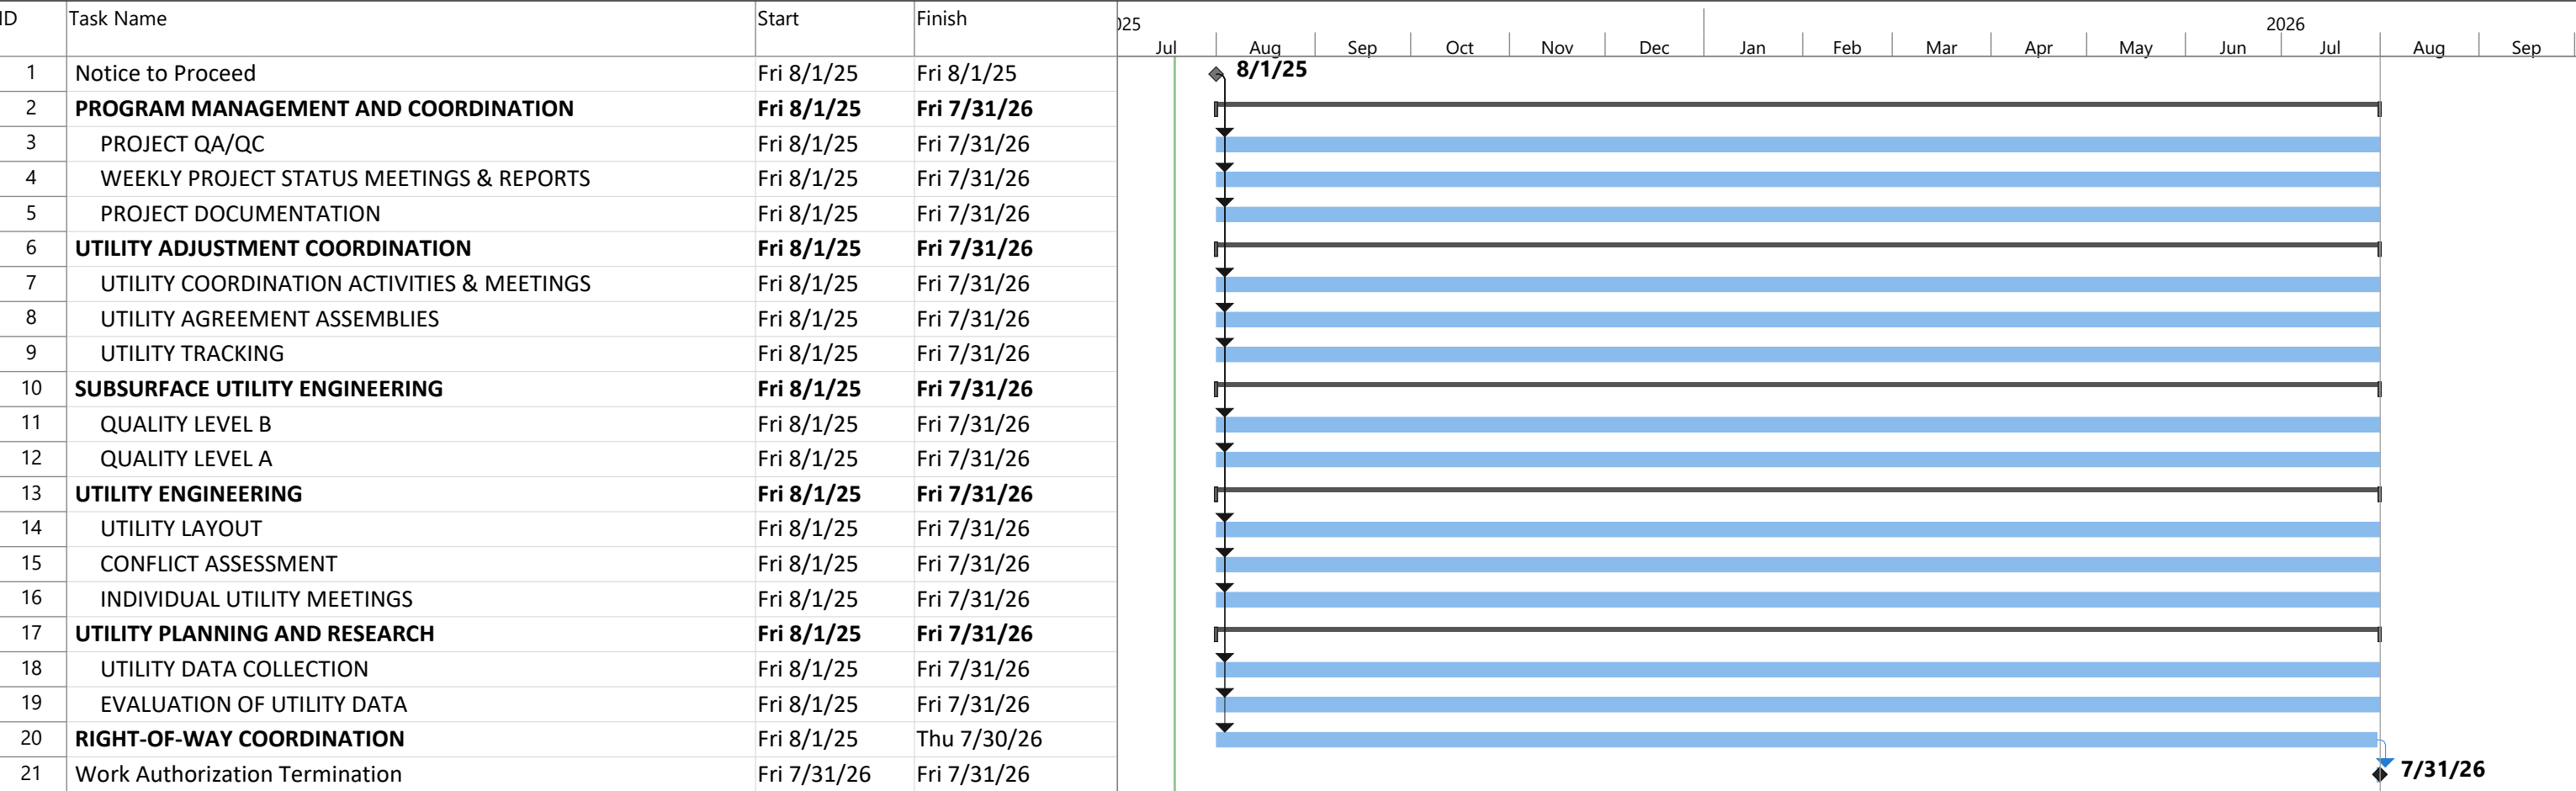 ID Task Name Start Finish 2025 2026
Jul Aug Sep Oct Nov Dec Jan Feb Mar Apr May Jun Jul Aug Sep
1 Notice to Proceed Fri 8/1/25 Fri 8/1/25 8/1/25
2 PROGRAM MANAGEMENT AND COORDINATION Fri 8/1/25 Fri 7/31/26
3 PROJECT QA/QC Fri 8/1/25 Fri 7/31/26
4 WEEKLY PROJECT STATUS MEETINGS & REPORTS Fri 8/1/25 Fri 7/31/26
5 PROJECT DOCUMENTATION Fri 8/1/25 Fri 7/31/26
6 UTILITY ADJUSTMENT COORDINATION Fri 8/1/25 Fri 7/31/26
7 UTILITY COORDINATION ACTIVITIES & MEETINGS Fri 8/1/25 Fri 7/31/26
8 UTILITY AGREEMENT ASSEMBLIES Fri 8/1/25 Fri 7/31/26
9 UTILITY TRACKING Fri 8/1/25 Fri 7/31/26
10 SUBSURFACE UTILITY ENGINEERING Fri 8/1/25 Fri 7/31/26
11 QUALITY LEVEL B Fri 8/1/25 Fri 7/31/26
12 QUALITY LEVEL A Fri 8/1/25 Fri 7/31/26
13 UTILITY ENGINEERING Fri 8/1/25 Fri 7/31/26
14 UTILITY LAYOUT Fri 8/1/25 Fri 7/31/26
15 CONFLICT ASSESSMENT Fri 8/1/25 Fri 7/31/26
16 INDIVIDUAL UTILITY MEETINGS Fri 8/1/25 Fri 7/31/26
17 UTILITY PLANNING AND RESEARCH Fri 8/1/25 Fri 7/31/26
18 UTILITY DATA COLLECTION Fri 8/1/25 Fri 7/31/26
19 EVALUATION OF UTILITY DATA Fri 8/1/25 Fri 7/31/26
20 RIGHT-OF-WAY COORDINATION Fri 8/1/25 Thu 7/30/26
21 Work Authorization Termination Fri 7/31/26 Fri 7/31/26 7/31/26